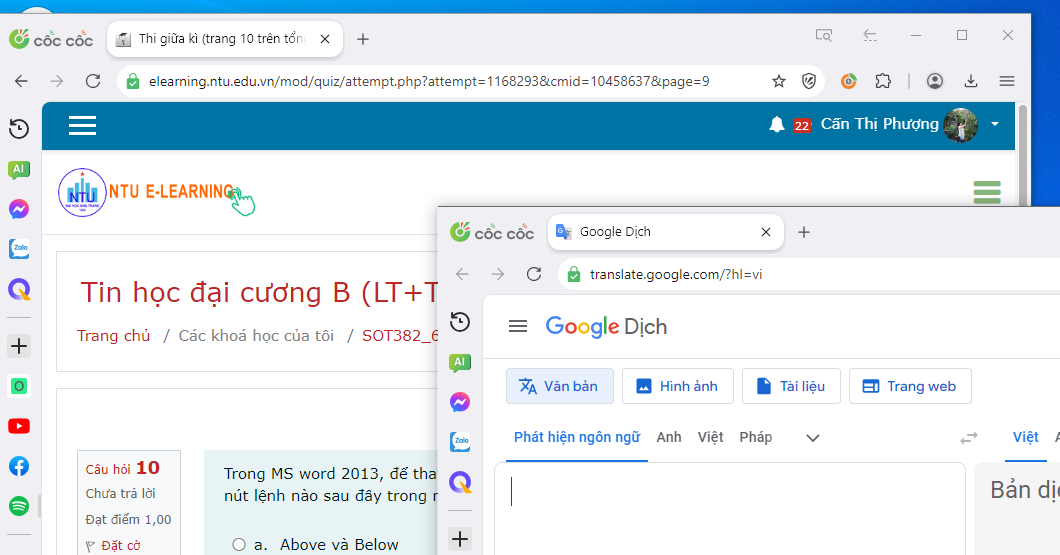 cốc cốc
Thi giữa kì (trang 10 trên tổn
elearning.ntu.edu.vn/mod/quiz/attempt.php?attempt=1168293&cmid=10458637&page=9
22 Cấn Thị Phượng
AI
NTU
NTU E-LEARNING
Zalo
Tin học đại cương B (LT+T
Trang chủ / Các khoá học của tôi / SOT382_6
Câu hỏi 10
Chưa trả lời
Đạt điểm 1,00
Đặt cờ
Trong MS word 2013, để tha
nút lệnh nào sau đây trong
a. Above và Below
cốc cốc
Google Dịch
translate.google.com/?hl=vi
AI
Zalo
Google Dịch
Văn bản
Hình ảnh
Tài liệu
Trang web
Phát hiện ngôn ngữ
Anh
Việt
Pháp
Việt
Bản dị